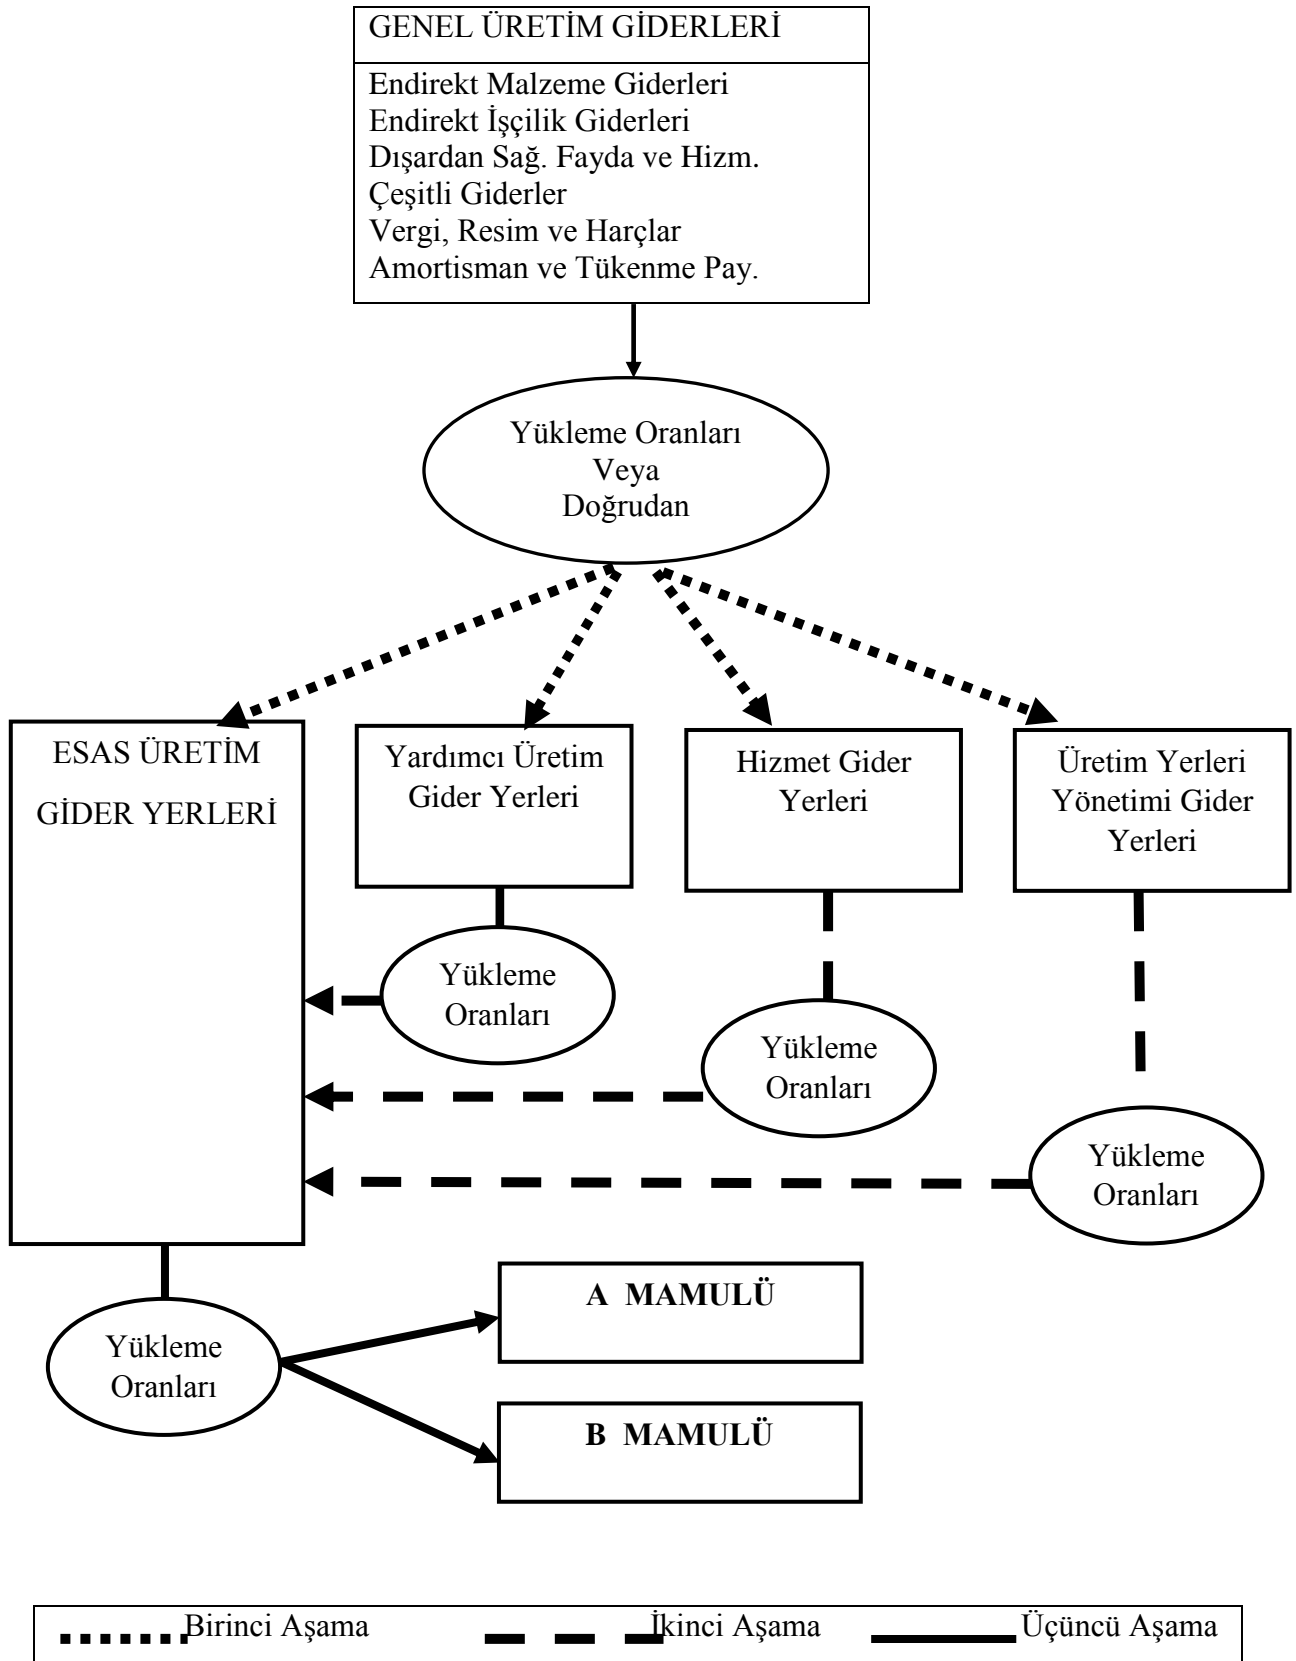 GENEL ÜRETİM GİDERLERİ
Endirekt Malzeme Giderleri
Endirekt İşçilik Giderleri
Dışardan Sağ. Fayda ve Hizm.
Çeşitli Giderler
Vergi, Resim ve Harçlar
Amortisman ve Tükenme Pay.
Yükleme Oranları
Veya
Doğrudan
ESAS ÜRETİM
GİDER YERLERİ
Yardımcı Üretim
Gider Yerleri
Hizmet Gider
Yerleri
Üretim Yerleri
Yönetimi Gider
Yerleri
Yükleme
Oranları
Yükleme
Oranları
Yükleme
Oranları
Yükleme
Oranları
A MAMULÜ
B MAMULÜ
Birinci Aşama
İkinci Aşama
Üçüncü Aşama